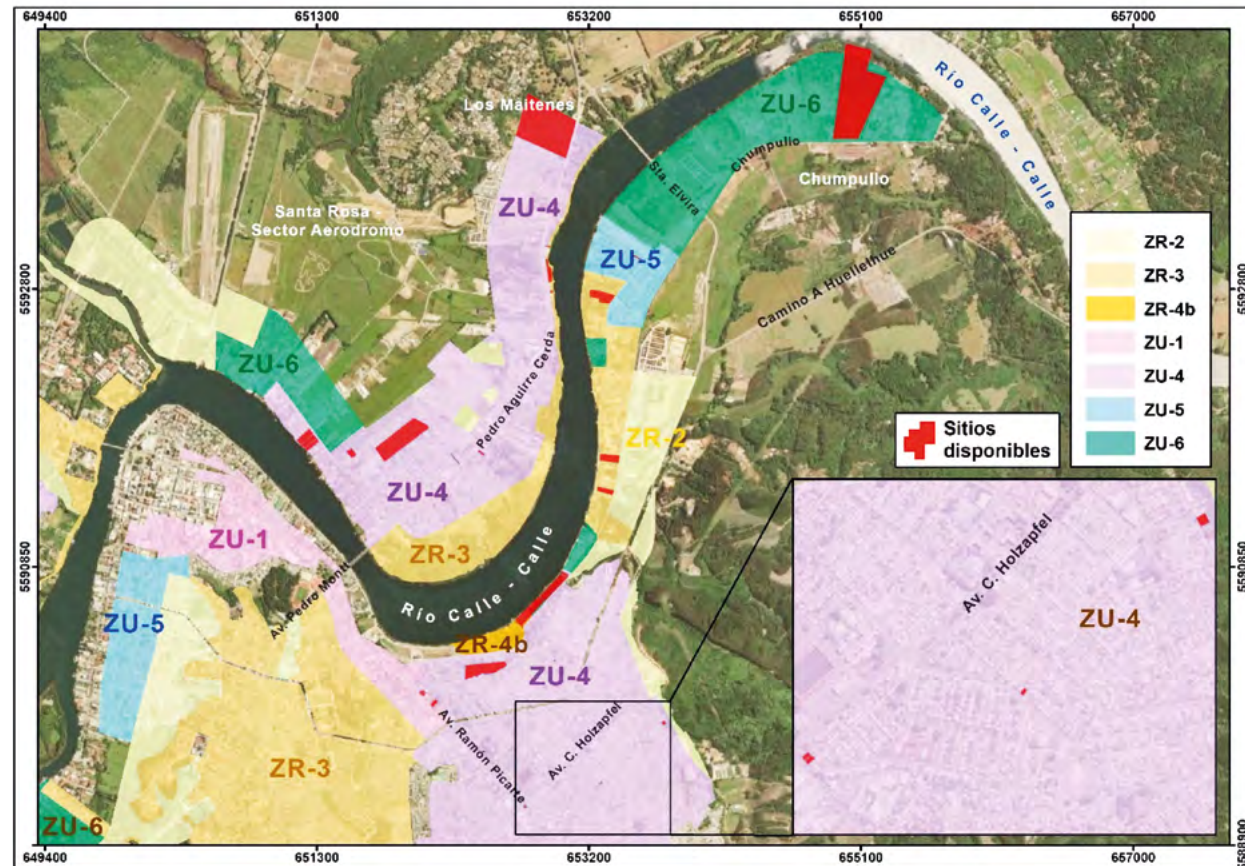 649400
651300
653200
655100
657000
5592800
5590850
5588900
5592800
5590850
Los Maitenes
ZU-6
Río Calle - Calle
Chumpullo
Sta. Elvira
Chumpullo
ZU-4
Santa Rosa -
Sector Aerodromo
ZU-5
Camino A Huellelhue
ZU-6
Pedro Aguirre Cerda
ZR-2
ZU-4
ZU-1
ZR-3
Río Calle - Calle
Av. Pedro Montt
ZU-5
ZR-4b
ZU-4
Av. Ramón Picarte
Av. C. Holzapfel
ZR-3
ZU-6
ZR-2
ZR-3
ZR-4b
ZU-1
ZU-4
ZU-5
ZU-6
Sitios
disponibles
Av. C. Holzapfel
ZU-4